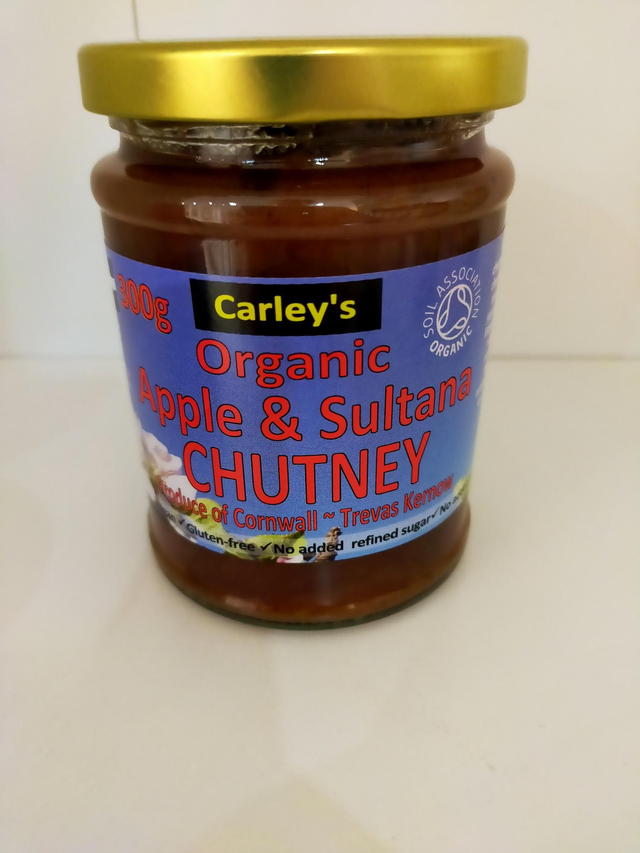 300g
Carley's
SOIL ASSOCIATION
ORGANIC
Organic
Apple & Sultana
CHUTNEY
Produce of Cornwall ~ Trevas Kernow
✓Gluten-free ✓No added refined sugar✓No